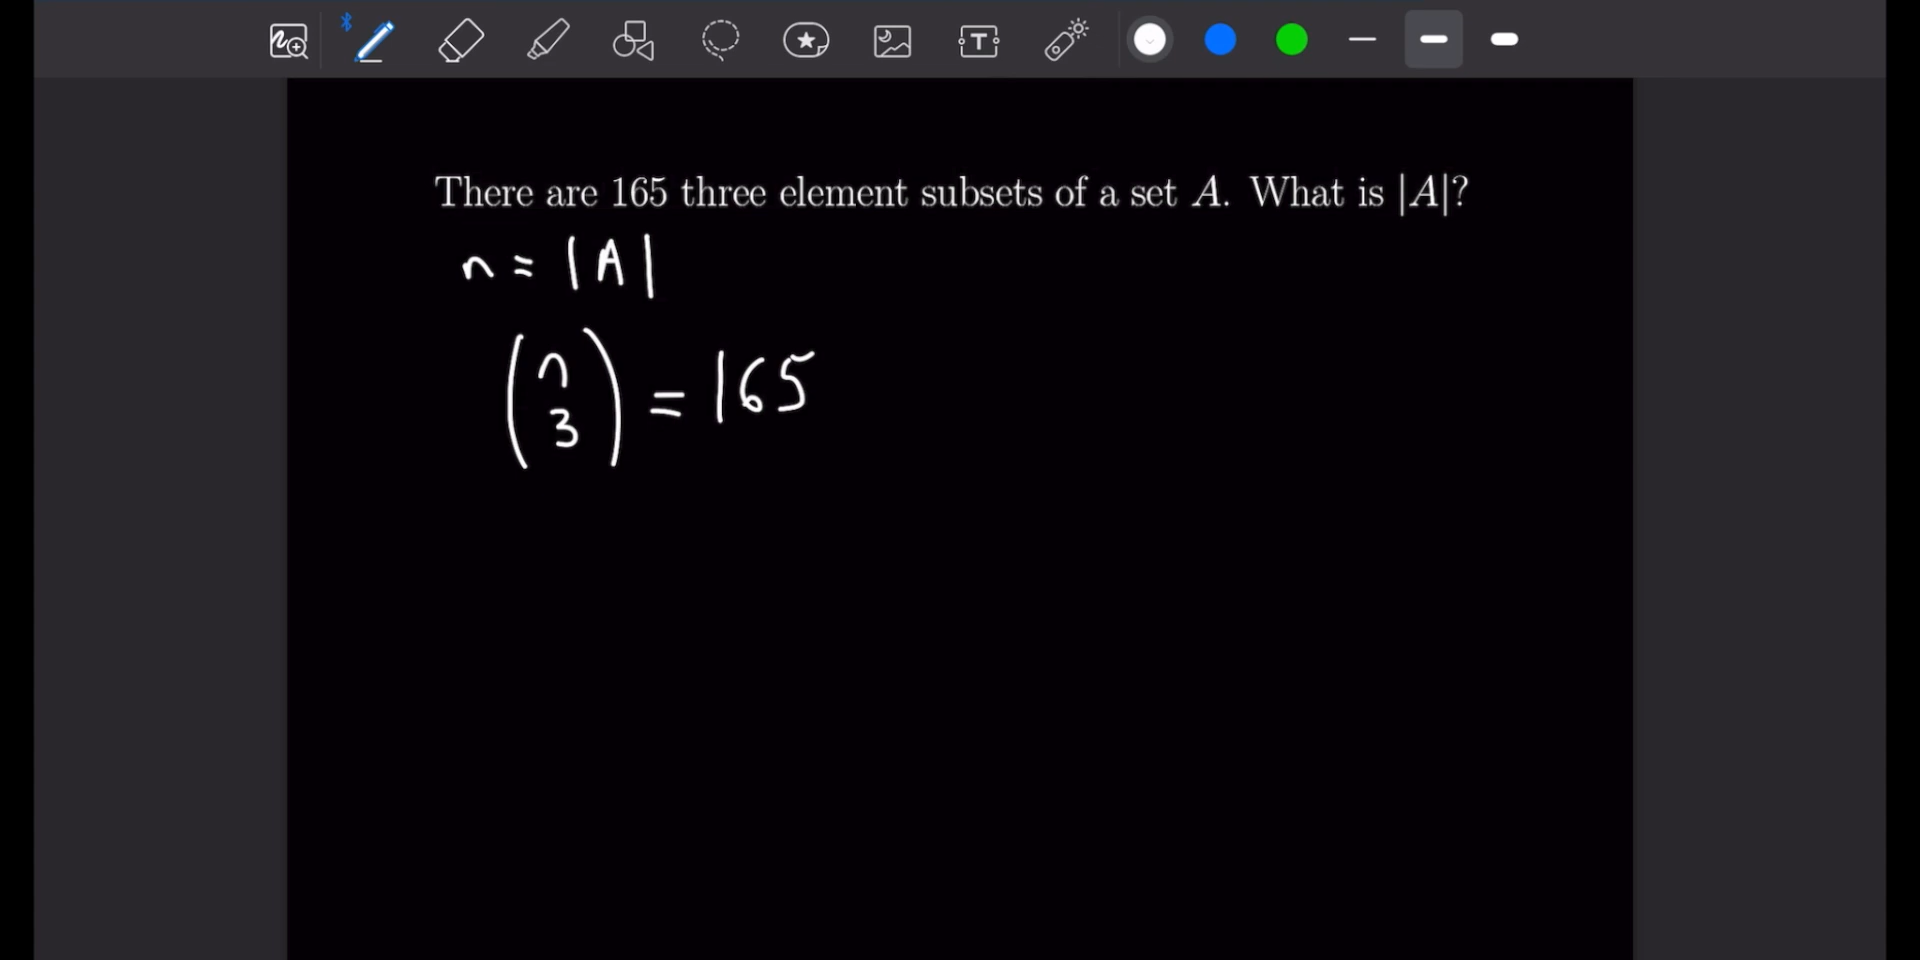 There are 165 three element subsets of a set A. What is |A|?
n = |A|
(n
3) = 165